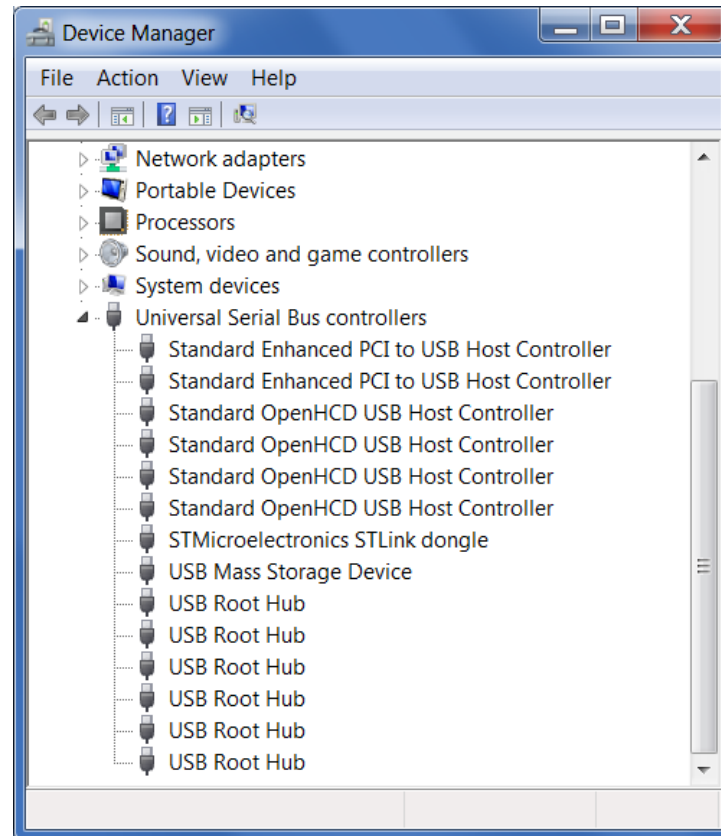 Device Manager
File Action View Help
Network adapters
Portable Devices
Processors
Sound, video and game controllers
System devices
Universal Serial Bus controllers
Standard Enhanced PCI to USB Host Controller
Standard Enhanced PCI to USB Host Controller
Standard OpenHCD USB Host Controller
Standard OpenHCD USB Host Controller
Standard OpenHCD USB Host Controller
Standard OpenHCD USB Host Controller
STMicroelectronics STLink dongle
USB Mass Storage Device
USB Root Hub
USB Root Hub
USB Root Hub
USB Root Hub
USB Root Hub
USB Root Hub